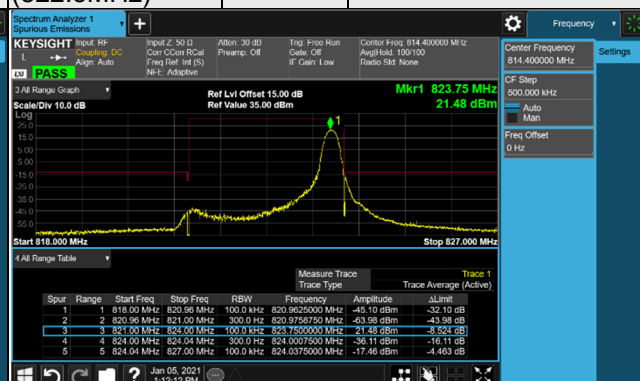 (822.5MHz)
Spectrum Analyzer 1
Spurious Emissions
Frequency
KEYSIGHT Input: RF Input Z: 50 Ω Atten: 30 dB Trig: Free Run Center Freq: 814.400000 MHz
Coupling: DC Corr CCorr RCal Preamp: Off Gate: Off Avg|Hold: 100/100
L Align: Auto Freq Ref: Int (S) IF Gain: Low Radio Std: None
NFE: Adaptive
LXI PASS
Center Frequency
814.400000 MHz
Settings
CF Step
500.000 kHz
Auto
Man
Freq Offset
0 Hz
3 All Range Graph
Ref Lvl Offset 15.00 dB
Mkr1 823.75 MHz
Scale/Div 10.0 dB
Ref Value 35.00 dBm
21.48 dBm
Log
25.0
15.0
5.00
-5.00
-15.0
-25.0
-35.0
-45.0
-55.0
1
Start 818.000 MHz
Stop 827.000 MHz
4 All Range Table
Measure Trace Trace 1
Trace Type Trace Average (Active)
Spur Range Start Freq Stop Freq RBW Frequency Amplitude ΔLimit
1 1 818.00 MHz 820.96 MHz 100.0 kHz 820.9625000 MHz -45.10 dBm -32.10 dB
2 2 820.96 MHz 821.00 MHz 300.0 Hz 820.9758750 MHz -63.98 dBm -43.98 dB
3 3 821.00 MHz 824.00 MHz 100.0 kHz 823.7500000 MHz 21.48 dBm -8.524 dB
4 4 824.00 MHz 824.04 MHz 300.0 Hz 824.0007500 MHz -36.11 dBm -16.11 dB
5 5 824.04 MHz 827.00 MHz 100.0 kHz 824.0375000 MHz -17.46 dBm -4.463 dB
Jan 05, 2021
1:12:12 PM